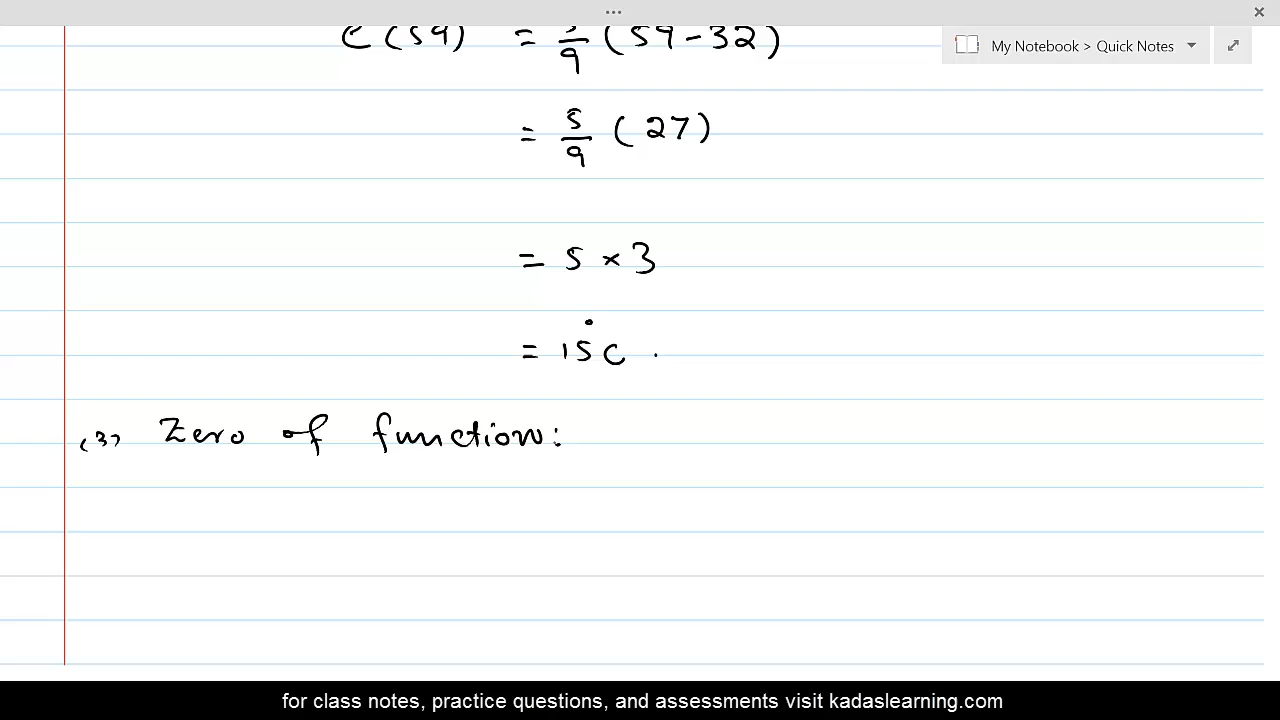 ...
My Notebook > Quick Notes
C(59) = 5/9 (59-32)
= 5/9 (27)
= 5 × 3
= 15°C .
(3) Zero of function:
for class notes, practice questions, and assessments visit kadaslearning.com